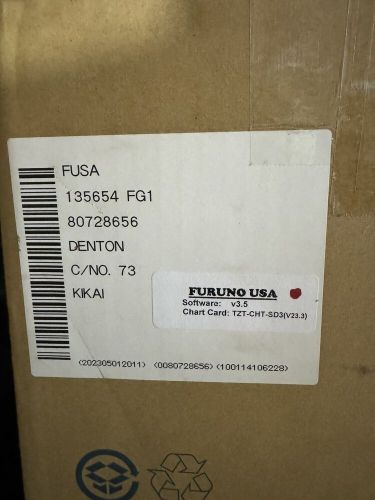 FUSA
135654 FG1
80728656
DENTON
C/NO. 73
KIKAI
FURUNO USA
Software: v3.5
Chart Card: TZT-CHT-SD3(V23.3)
(202305012011) (0080728656) (100114106228)